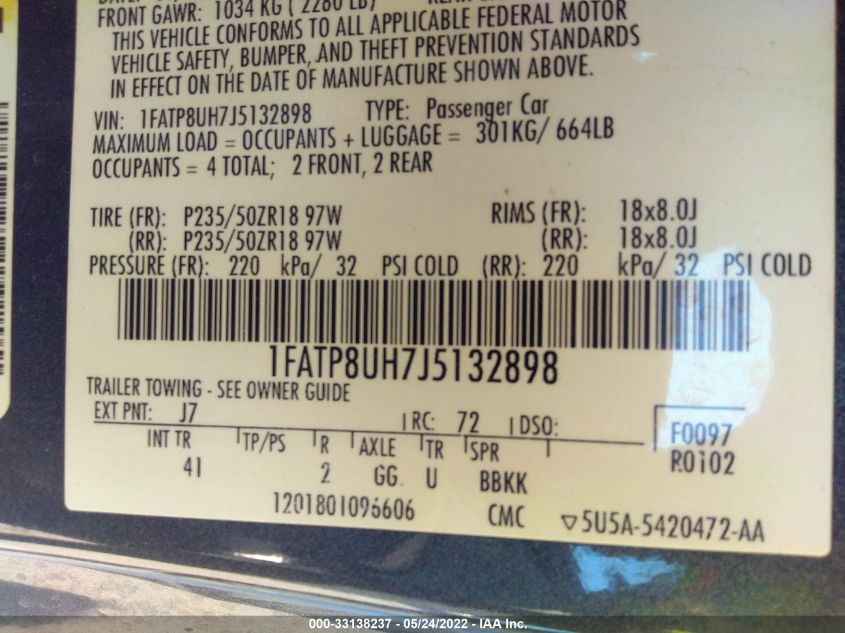 FRONT GAWR: 1034 KG ( 2280 LB)
THIS VEHICLE CONFORMS TO ALL APPLICABLE FEDERAL MOTOR
VEHICLE SAFETY, BUMPER, AND THEFT PREVENTION STANDARDS
IN EFFECT ON THE DATE OF MANUFACTURE SHOWN ABOVE.
VIN: 1FATP8UH7J5132898 TYPE: Passenger Car
MAXIMUM LOAD = OCCUPANTS + LUGGAGE = 301KG/ 664LB
OCCUPANTS = 4 TOTAL; 2 FRONT, 2 REAR
TIRE (FR): P235/50ZR18 97W RIMS (FR): 18x8.0J
(RR): P235/50ZR18 97W (RR): 18x8.0J
PRESSURE (FR): 220 kPa/ 32 PSI COLD (RR): 220 kPa/ 32 PSI COLD
1FATP8UH7J5132898
TRAILER TOWING - SEE OWNER GUIDE
EXT PNT: J7 RC: 72 DSO: F0097
INT TR TP/PS R AXLE TR SPR R0102
41 2 GG U BBKK
1201801096606 CMC ▽5U5A-5420472-AA
000-33138237 - 05/24/2022 - IAA Inc.